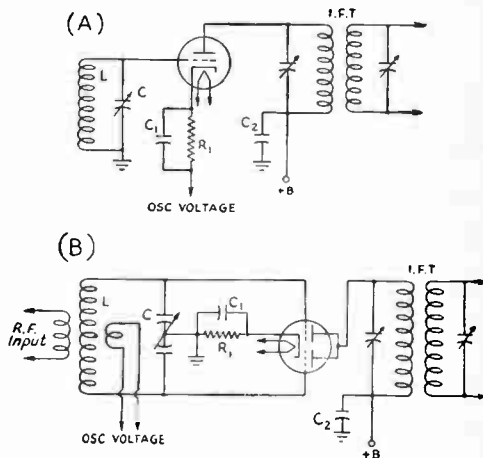 (A)
I.F.T
L
C
C1
R1
C2
+B
OSC VOLTAGE
(B)
I.F.T
R.F.
Input
L
C
C1
R1
C2
+B
OSC VOLTAGE